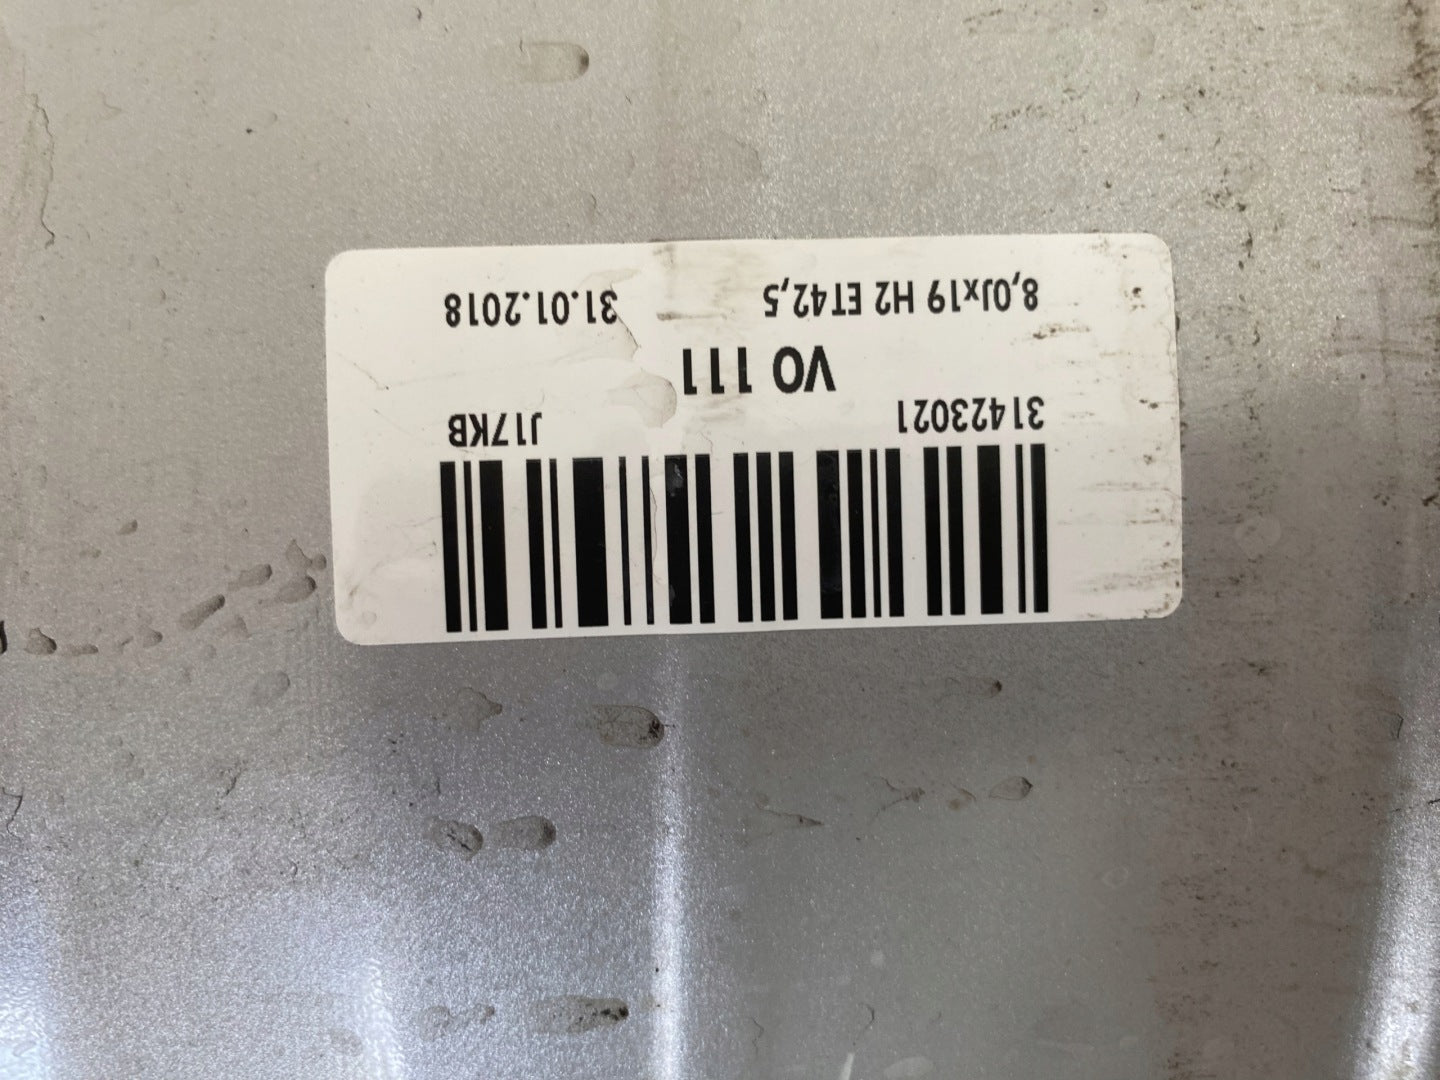 31423021 J17KB
VO 111
8,0Jx19 H2 ET42,5 31.01.2018